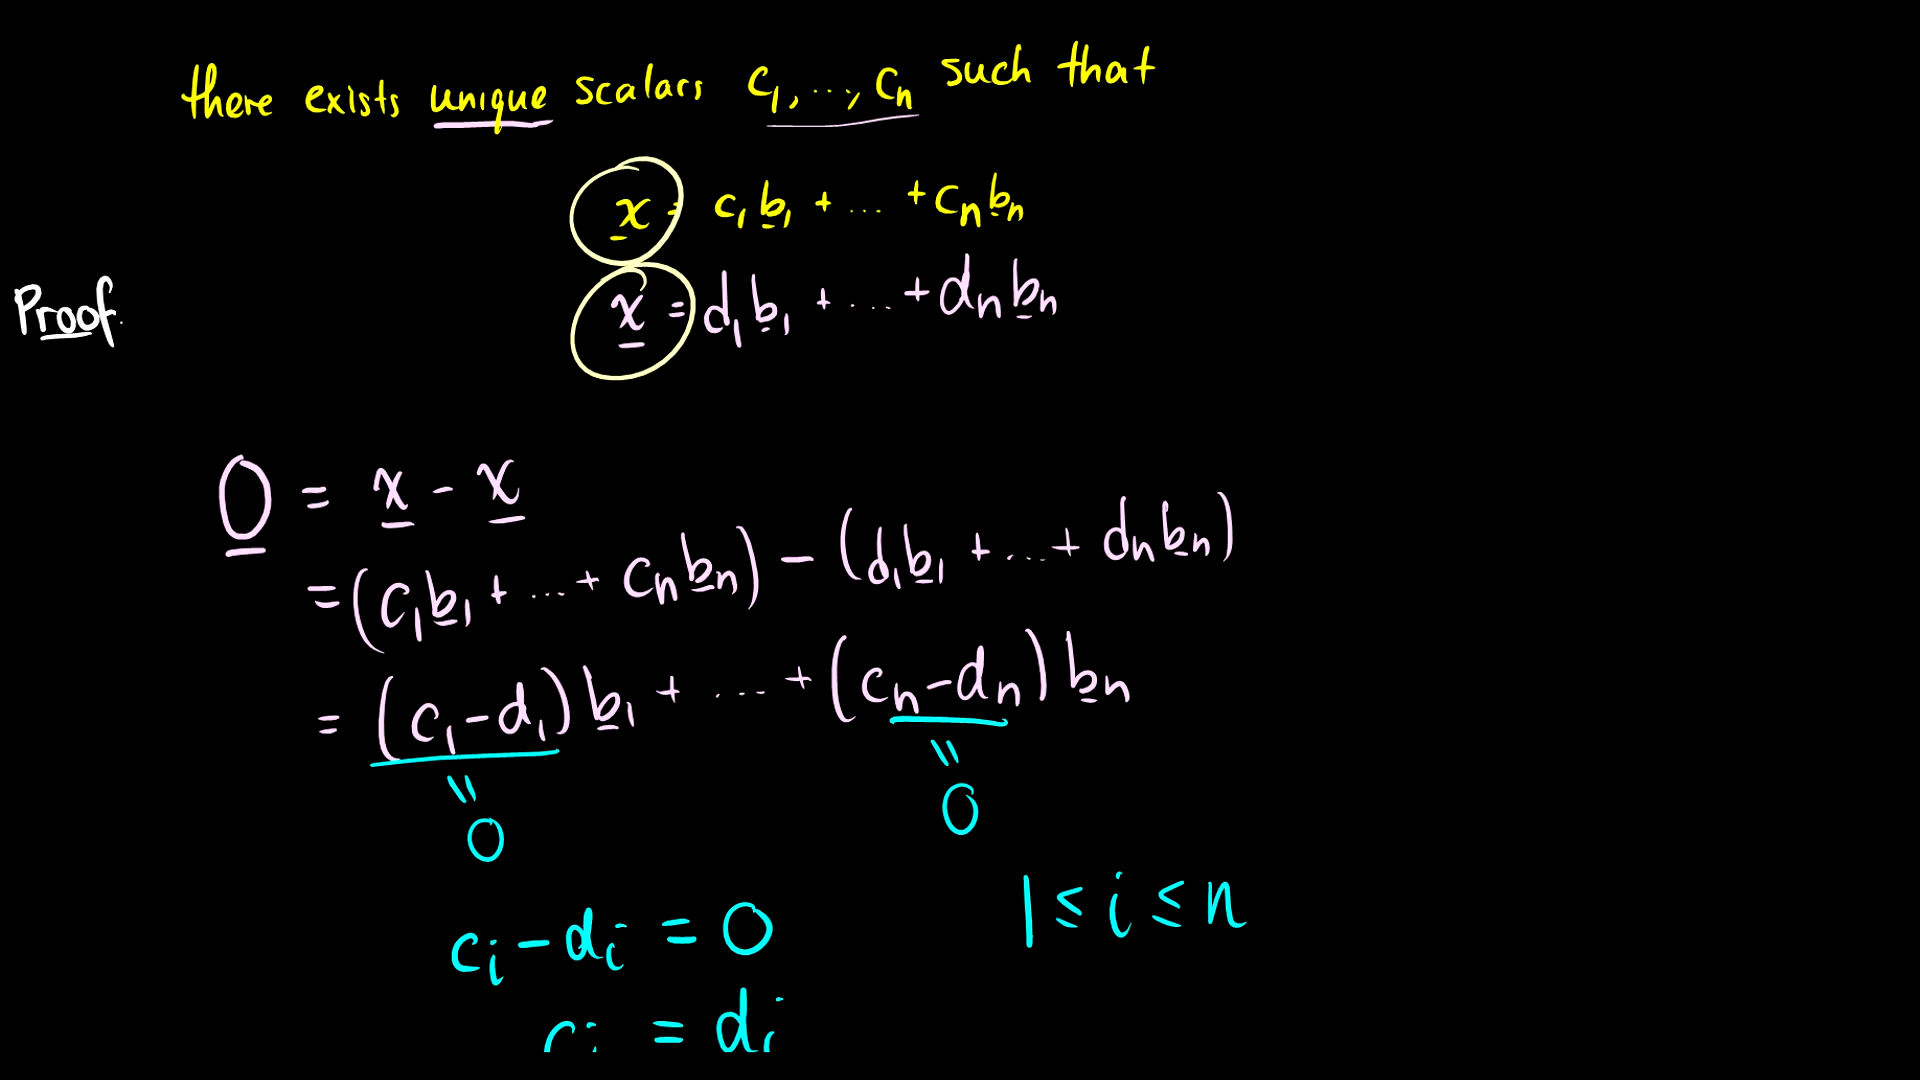 there exists unique scalars c₁, ..., cₙ such that
x = c₁b₁ + ... + cₙbₙ
Proof.
x = d₁b₁ + ... + dₙbₙ
0 = x - x
= (c₁b₁ + ... + cₙbₙ) - (d₁b₁ + ... + dₙbₙ)
= (c₁-d₁)b₁ + ... + (cₙ-dₙ)bₙ
= =
0 0
cᵢ - dᵢ = 0 1 ≤ i ≤ n
cᵢ = dᵢ